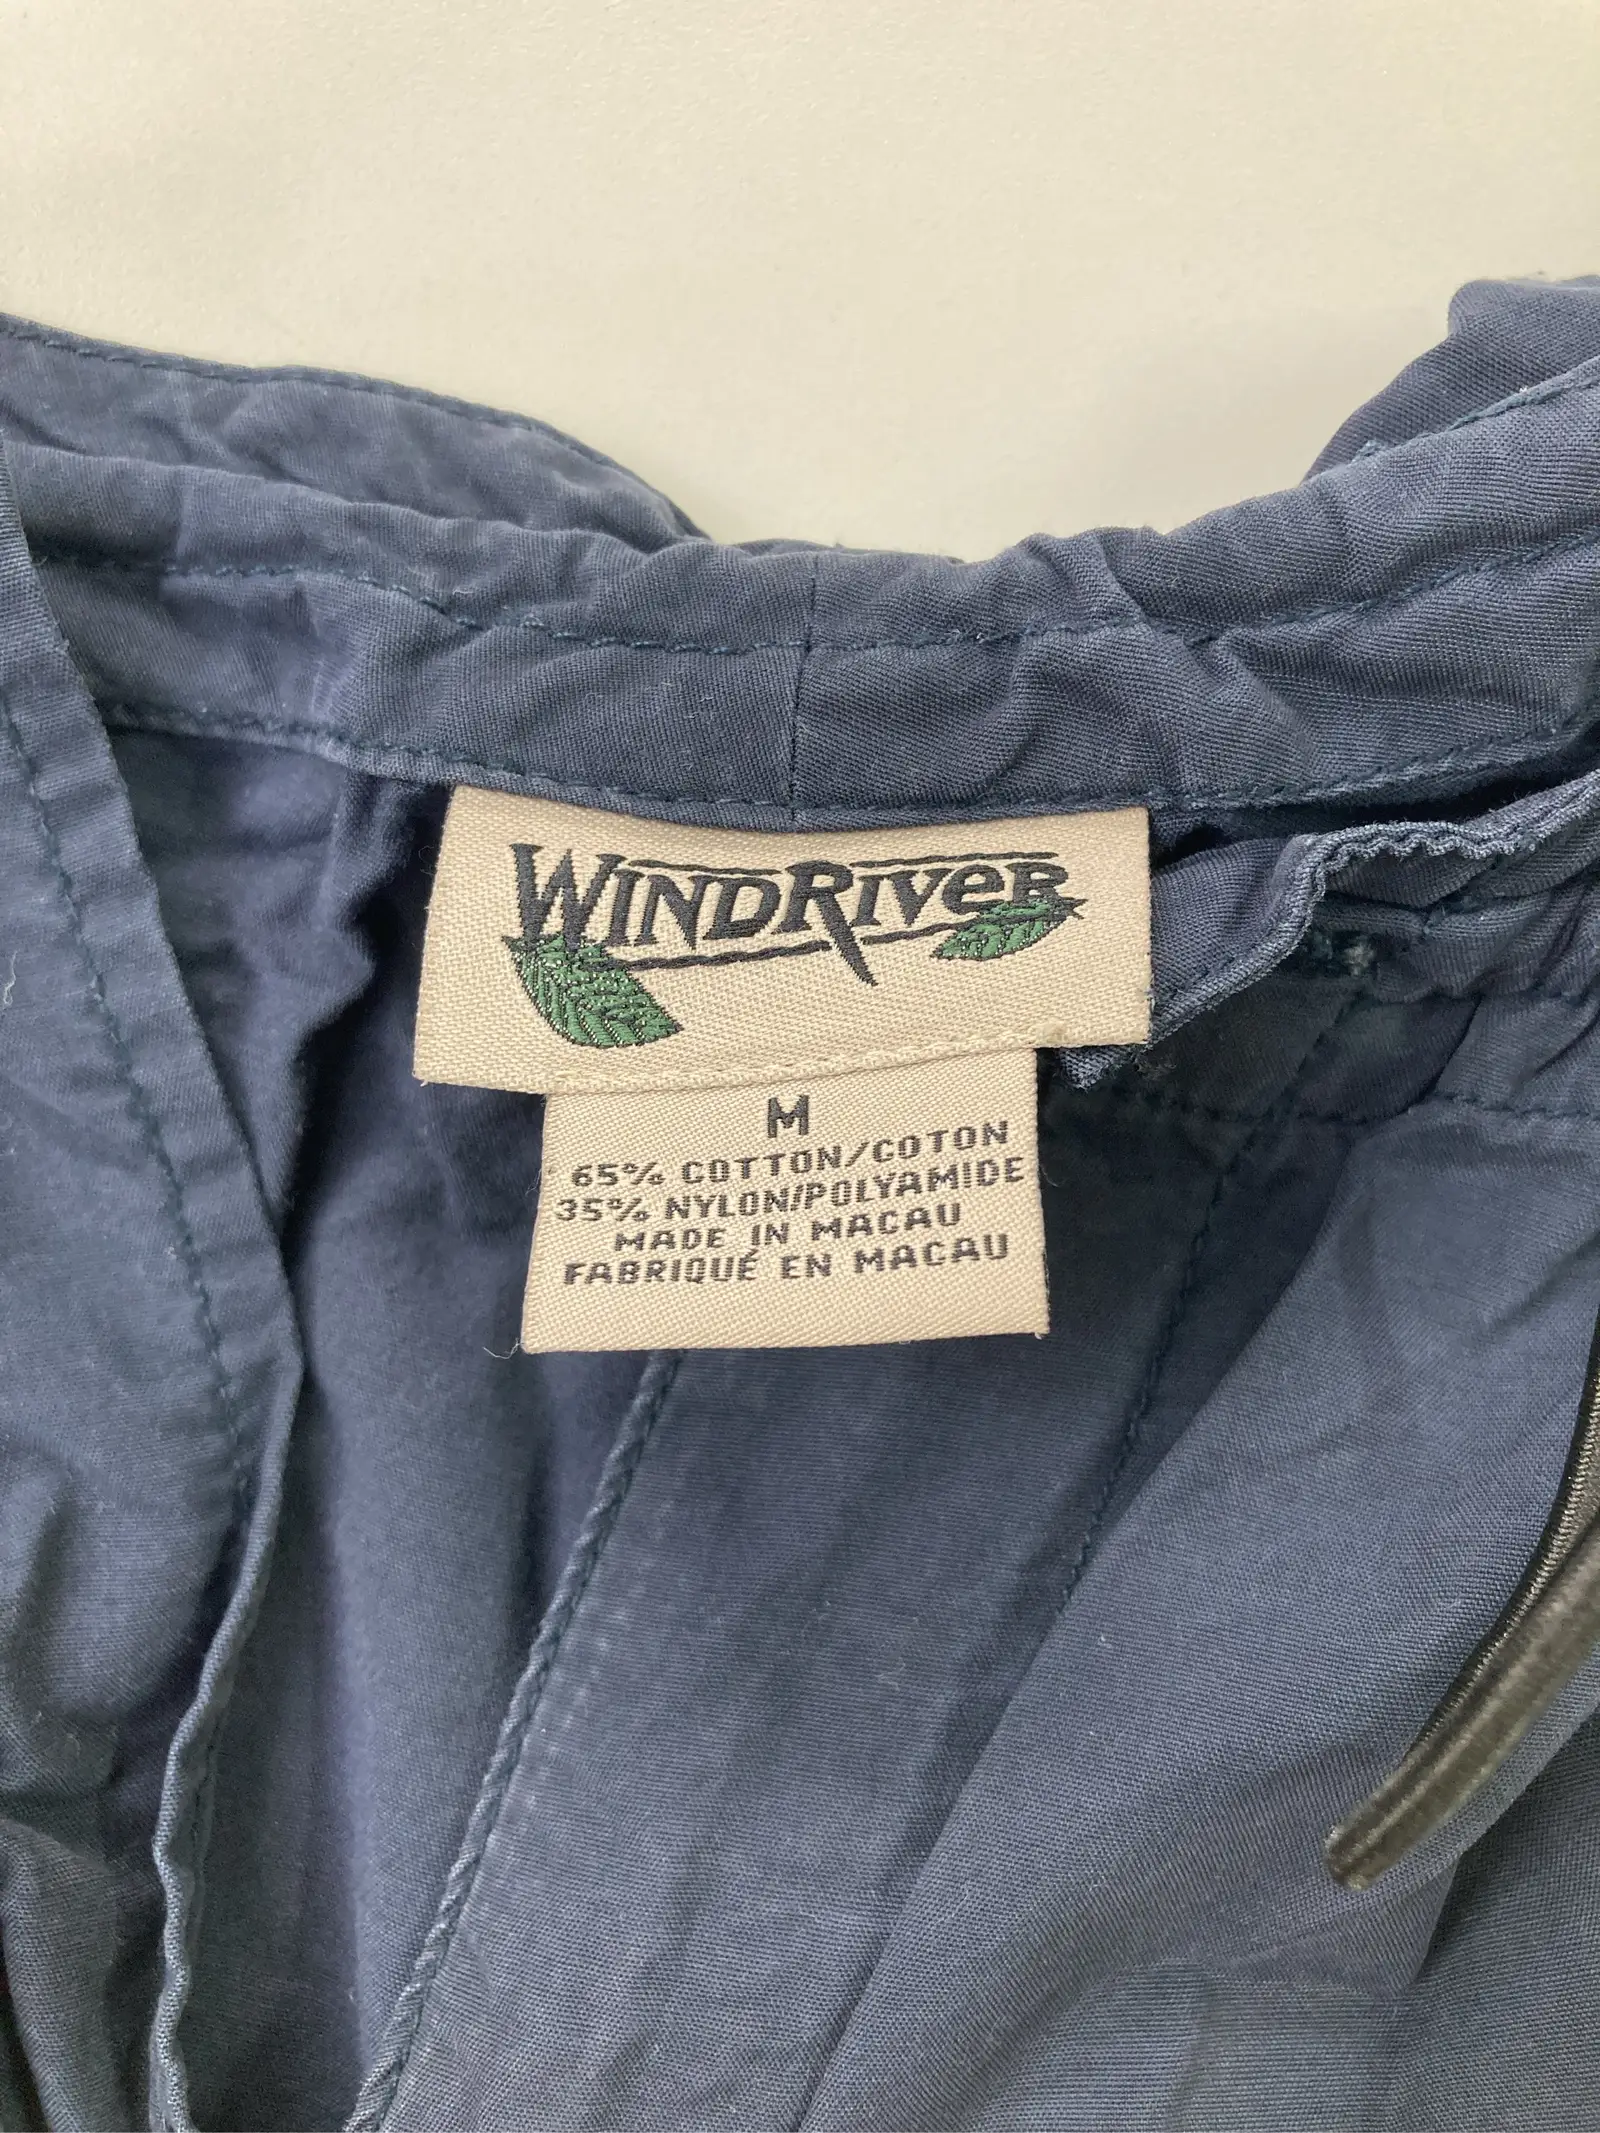 WINDRIVER
M
65% COTTON/COTON
35% NYLON/POLYAMIDE
MADE IN MACAU
FABRIQUÉ EN MACAU